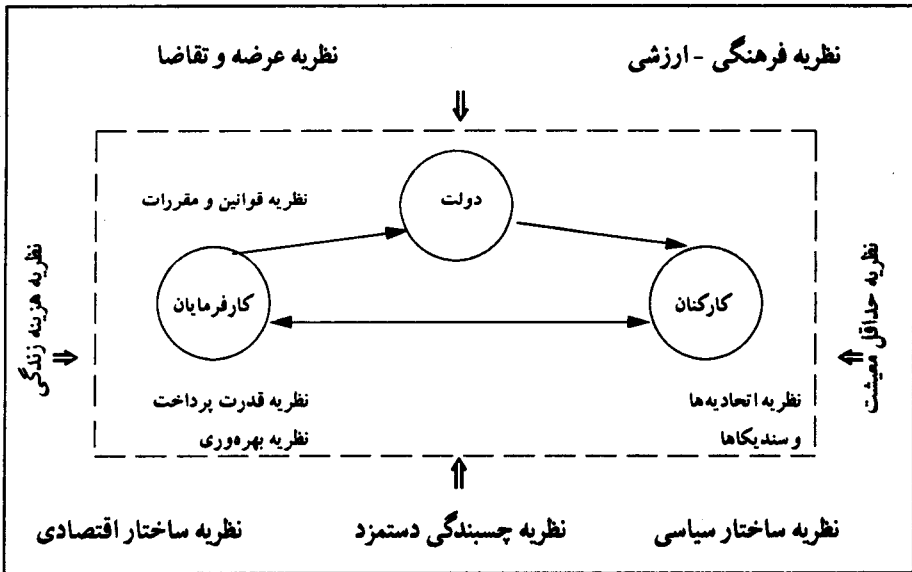 نظریه فرهنگی - ارزشی
نظریه عرضه و تقاضا
دولت
نظریه قوانین و مقررات
کارکنان
کارفرمایان
نظریه حداقل معیشت
نظریه هزینه زندگی
نظریه اتحادیه‌ها
و سندیکاها
نظریه قدرت پرداخت
نظریه بهره‌وری
نظریه ساختار سیاسی
نظریه چسبندگی دستمزد
نظریه ساختار اقتصادی